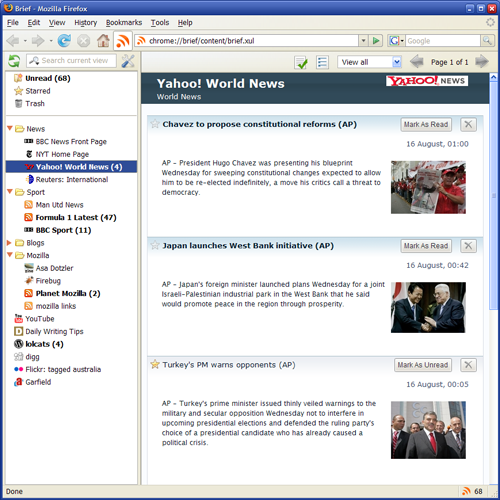 Brief - Mozilla Firefox
File Edit View History Bookmarks Tools Help
chrome://brief/content/brief.xul
Google
Search current view
View all
Page 1 of 1
Unread (68)
Starred
Trash
News
BBC News Front Page
NYT Home Page
Yahoo! World News (4)
Reuters: International
Sport
Man Utd News
Formula 1 Latest (47)
BBC Sport (11)
Blogs
Mozilla
Asa Dotzler
Firebug
Planet Mozilla (2)
mozilla links
YouTube
Daily Writing Tips
lolcats (4)
digg
Flickr: tagged australia
Garfield
Yahoo! World News
World News
YAHOO! NEWS
Chavez to propose constitutional reforms (AP)
Mark As Read
16 August, 01:00
AP - President Hugo Chavez was presenting his blueprint
Wednesday for sweeping constitutional changes expected to allow
him to be re-elected indefinitely, a move his critics call a threat to
democracy.
Japan launches West Bank initiative (AP)
Mark As Read
16 August, 00:42
AP - Japan's foreign minister launched plans Wednesday for a joint
Israeli-Palestinian industrial park in the West Bank that he said
would promote peace in the region through prosperity.
Turkey's PM warns opponents (AP)
Mark As Unread
16 August, 00:05
AP - Turkey's prime minister issued thinly veiled warnings to the
military and secular opposition Wednesday not to interfere in
upcoming presidential elections and defended the ruling party's
choice of a presidential candidate who has already caused a
political crisis.
Done
68